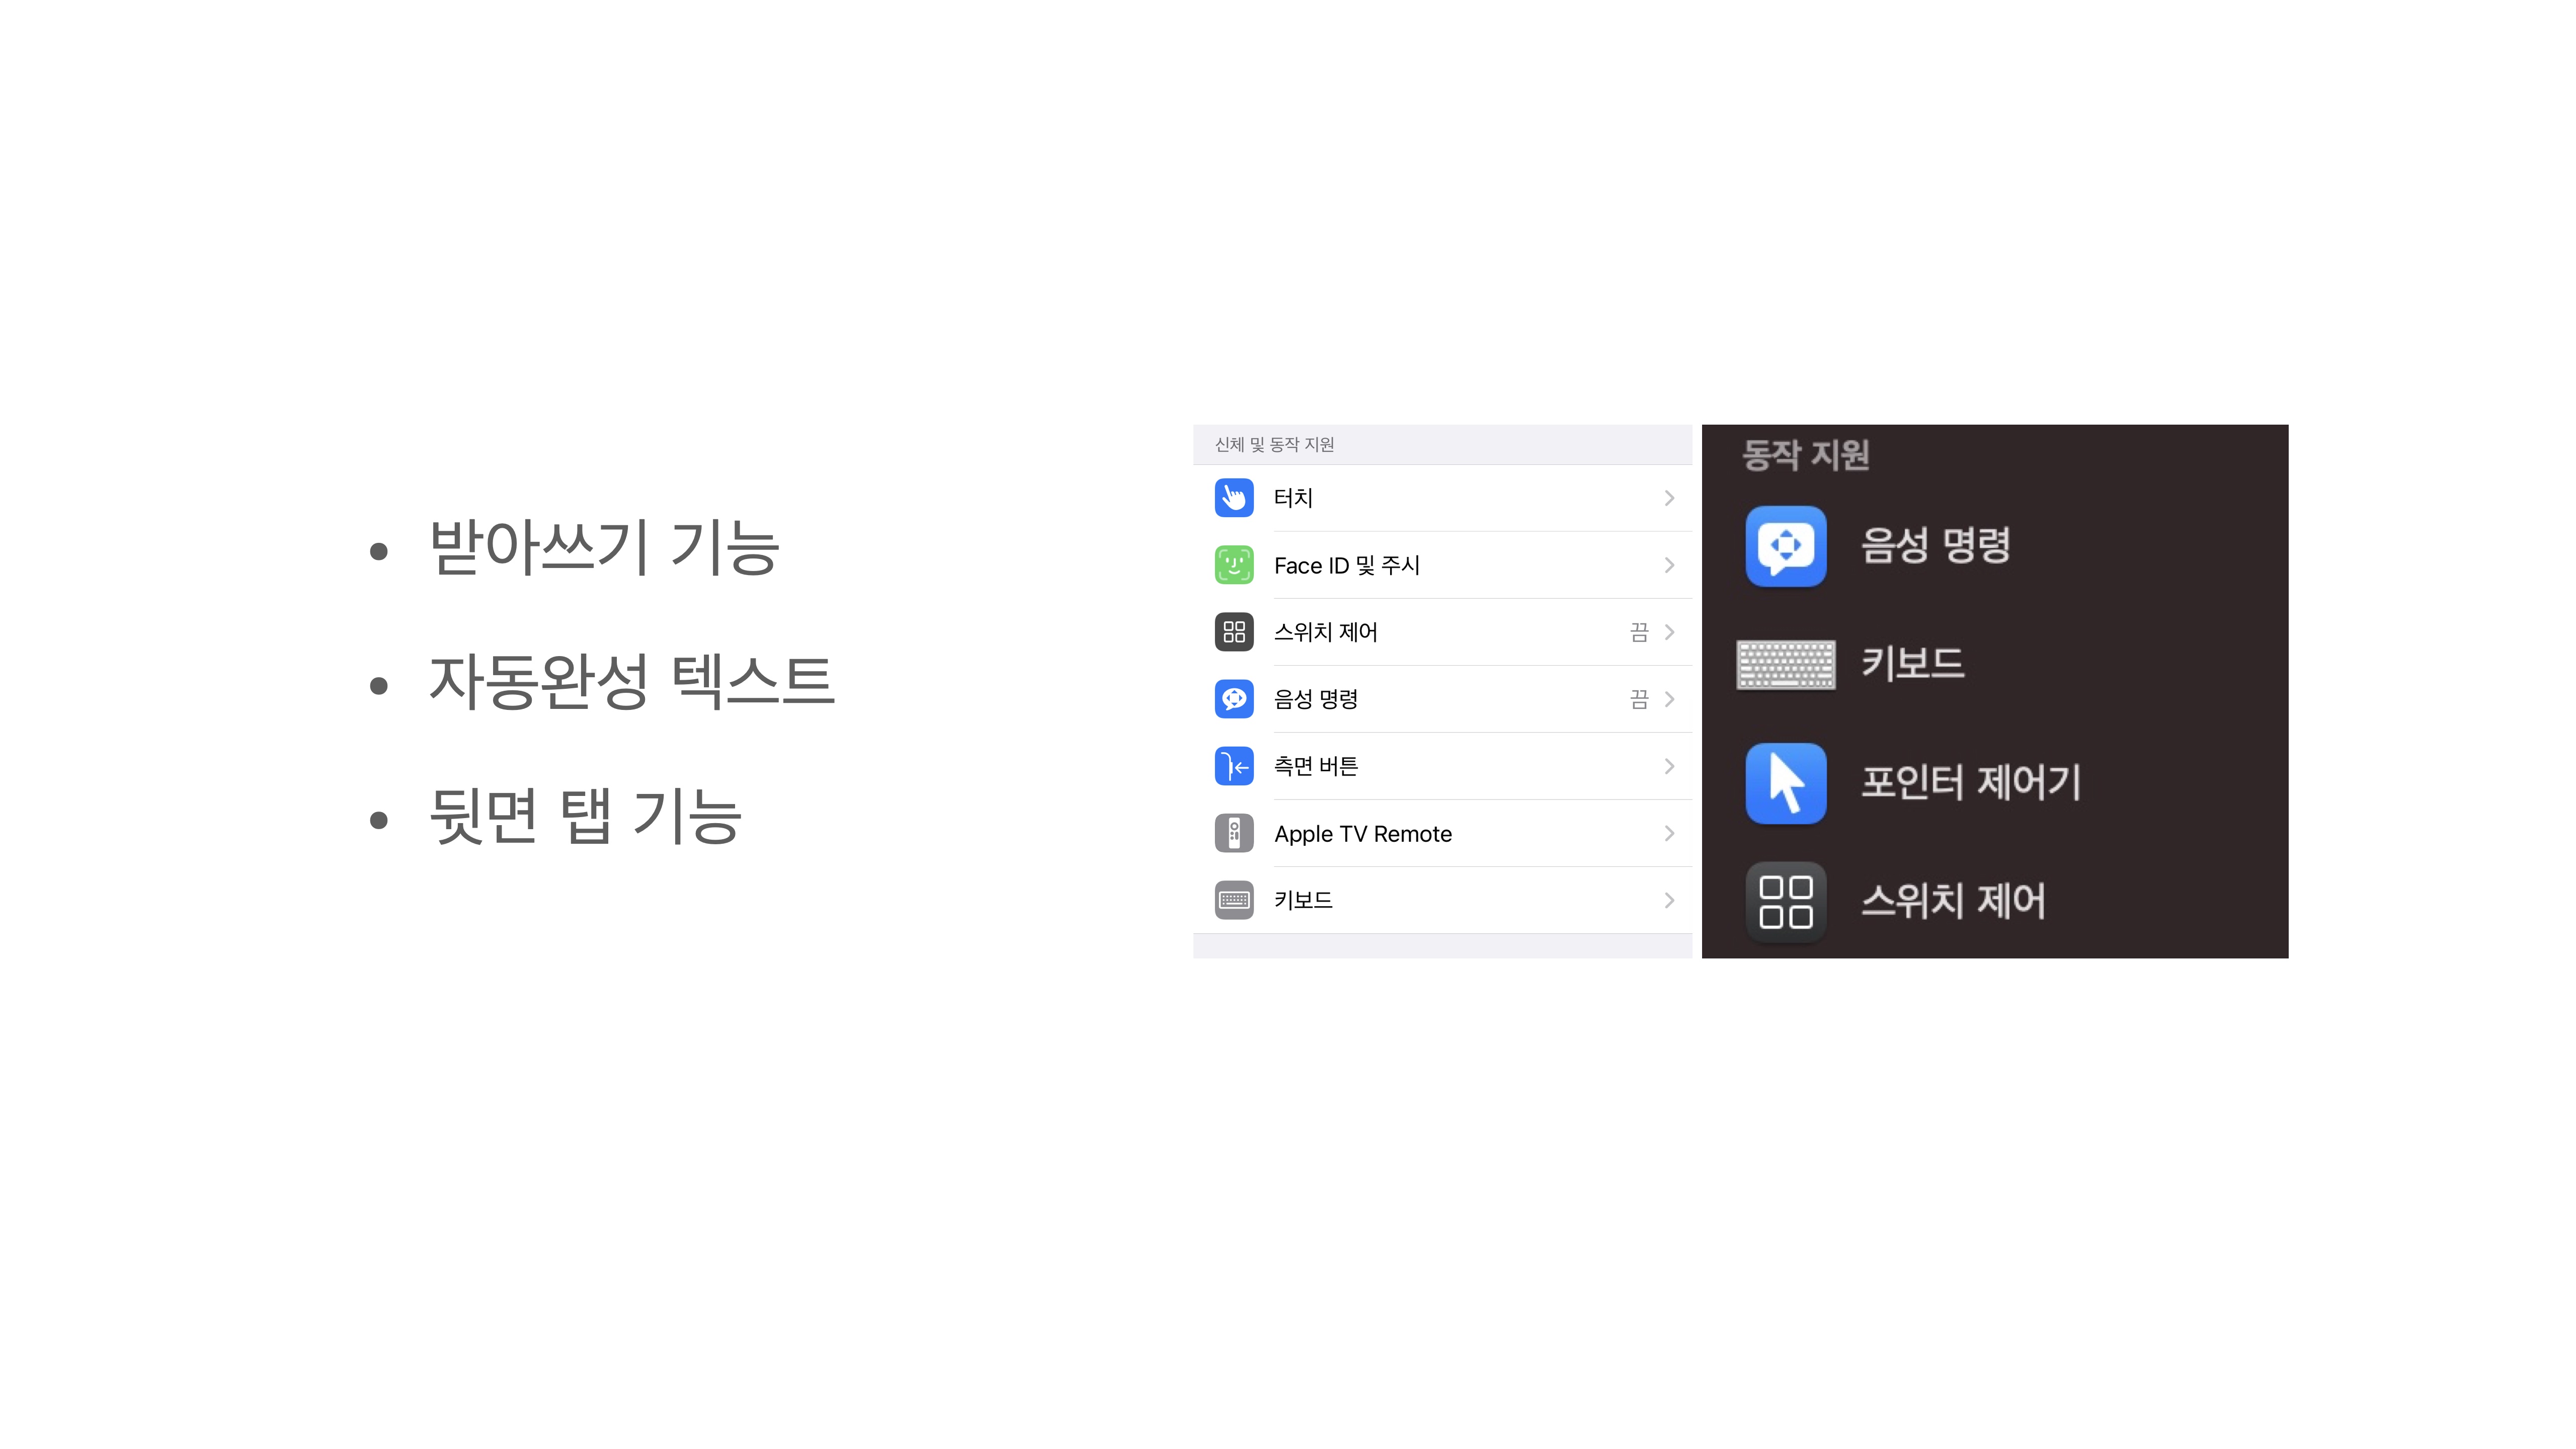 • 받아쓰기 기능
• 자동완성 텍스트
• 뒷면 탭 기능
신체 및 동작 지원
터치
Face ID 및 주시
스위치 제어 끔
음성 명령 끔
측면 버튼
Apple TV Remote
키보드
동작 지원
음성 명령
키보드
포인터 제어기
스위치 제어